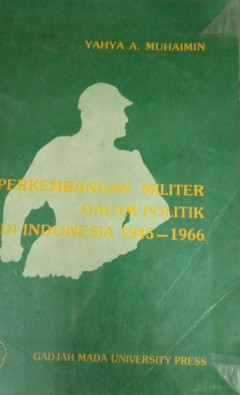 YAHYA A. MUHAIMIN
PERKEMBANGAN MILITER
DALAM POLITIK
DI INDONESIA 1945–1966
GADJAH MADA UNIVERSITY PRESS